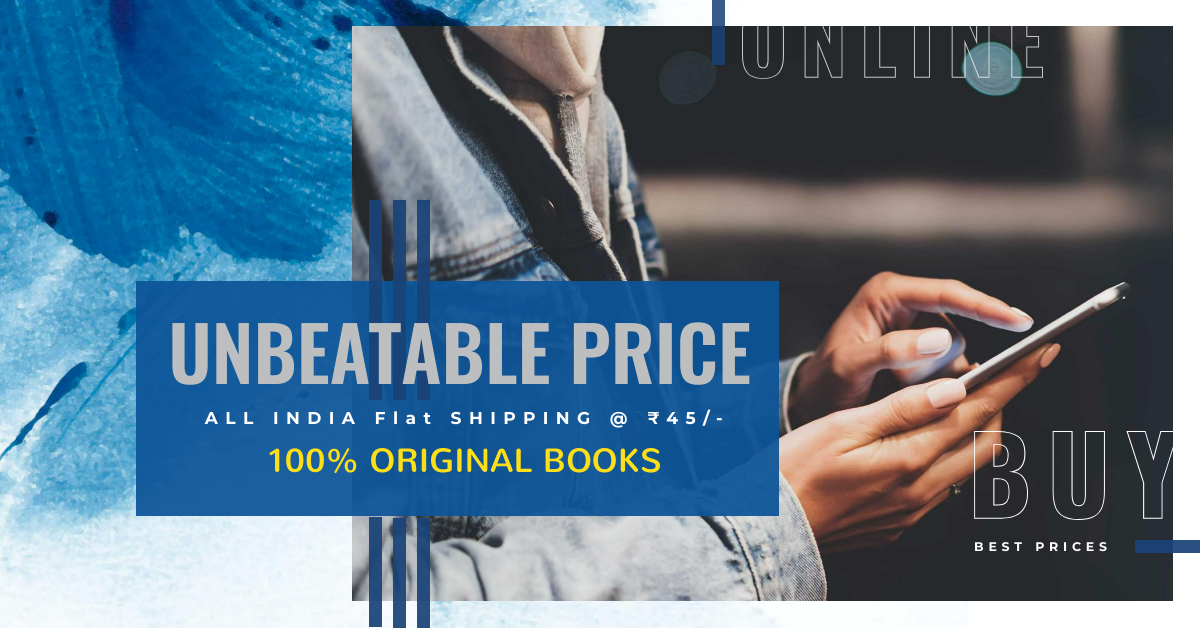 ONLINE
UNBEATABLE PRICE
ALL INDIA Flat SHIPPING @ ₹45/-
100% ORIGINAL BOOKS
BUY
BEST PRICES